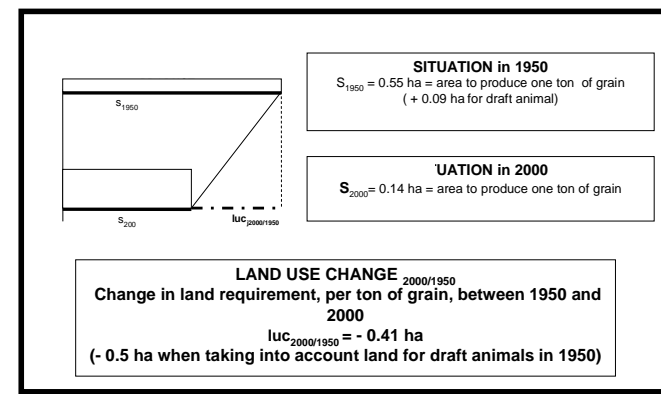 SITUATION in 1950
S1950 = 0.55 ha = area to produce one ton of grain
( + 0.09 ha for draft animal)
S1950
'UATION in 2000
S2000= 0.14 ha = area to produce one ton of grain
S200
lucj2000/1950
LAND USE CHANGE 2000/1950
Change in land requirement, per ton of grain, between 1950 and
2000
luc2000/1950 = - 0.41 ha
(- 0.5 ha when taking into account land for draft animals in 1950)